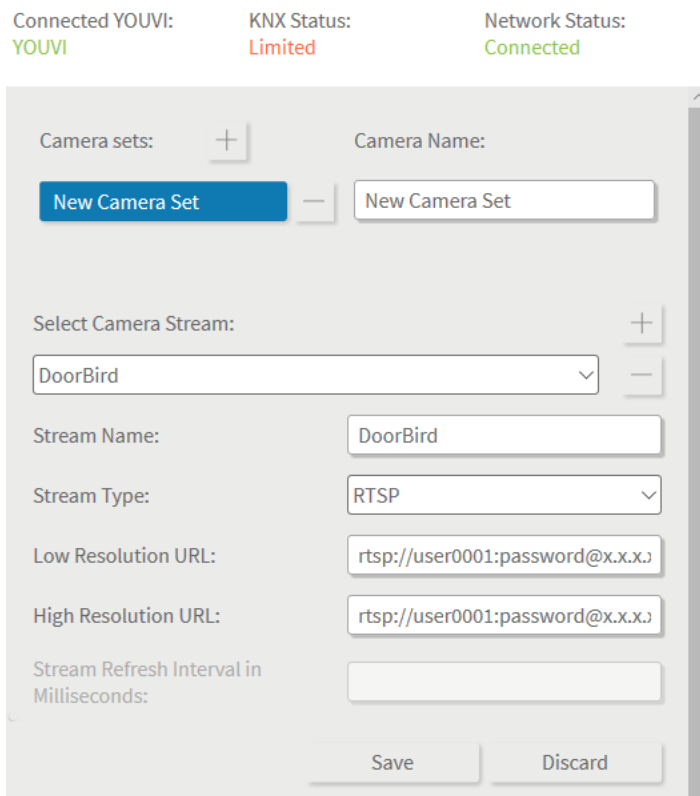 Connected YOUVI: KNX Status: Network Status:
YOUVI Limited Connected
Camera sets: + Camera Name:
New Camera Set — New Camera Set
Select Camera Stream: +
DoorBird —
Stream Name: DoorBird
Stream Type: RTSP
Low Resolution URL: rtsp://user0001:password@x.x.x.x
High Resolution URL: rtsp://user0001:password@x.x.x.x
Stream Refresh Interval in
Milliseconds:
Save Discard